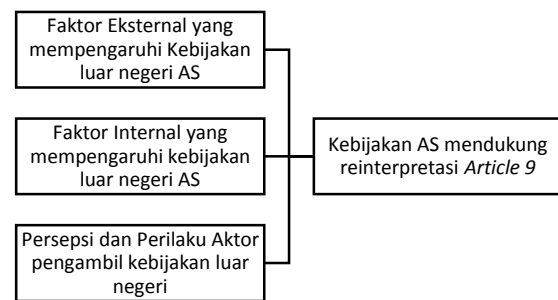 Faktor Eksternal yang
mempengaruhi Kebijakan
luar negeri AS
Faktor Internal yang
mempengaruhi kebijakan
luar negeri AS
Persepsi dan Perilaku Aktor
pengambil kebijakan luar
negeri
Kebijakan AS mendukung
reinterpretasi Article 9